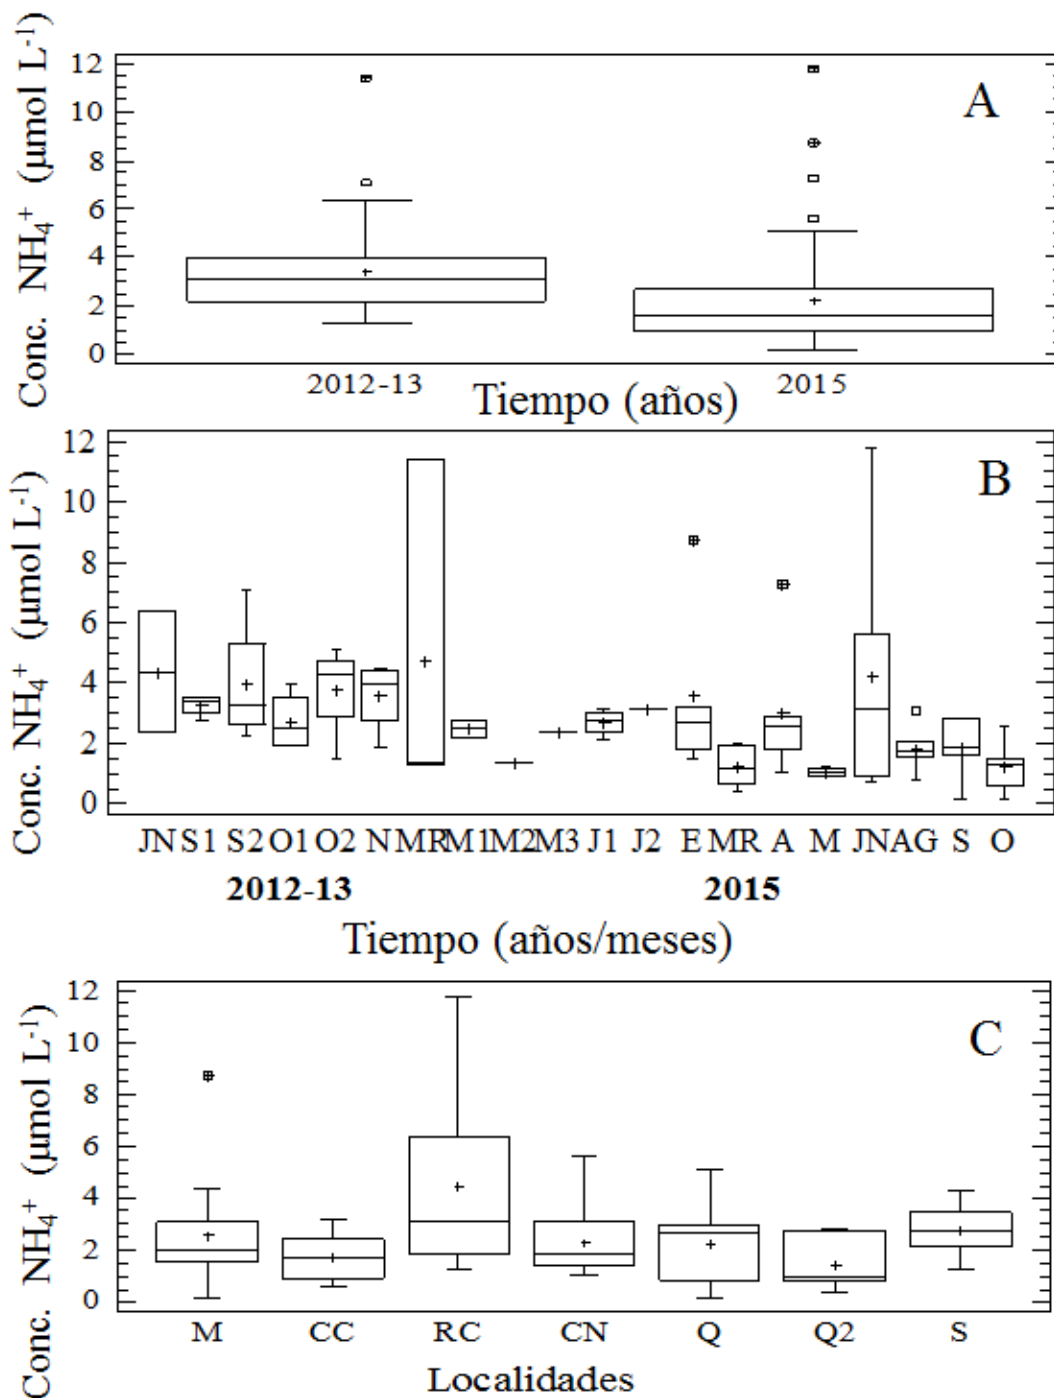 A
Conc. NH₄⁺ (µmol L⁻¹)
12
10
8
6
4
2
0
2012-13
2015
Tiempo (años)
B
Conc. NH₄⁺ (µmol L⁻¹)
12
10
8
6
4
2
0
JN S1 S2 O1 O2 N MR M1 M2 M3 J1 J2 E MR A M JN AG S O
2012-13
2015
Tiempo (años/meses)
C
Conc. NH₄⁺ (µmol L⁻¹)
12
10
8
6
4
2
0
M CC RC CN Q Q2 S
Localidades